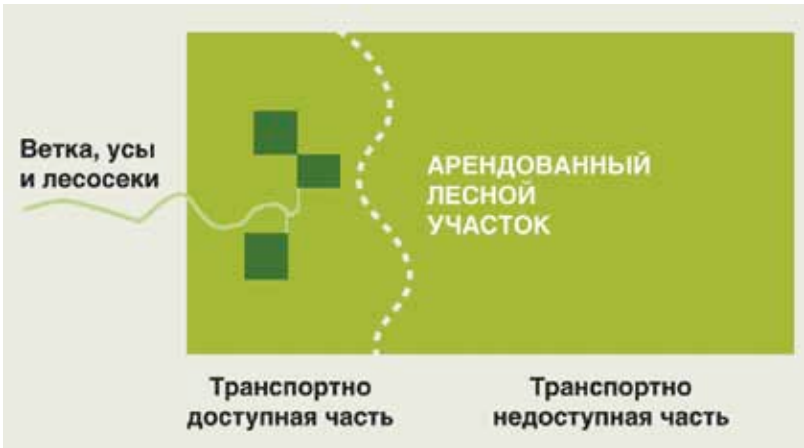 Ветка, усы
и лесосеки
АРЕНДОВАННЫЙ
ЛЕСНОЙ
УЧАСТОК
Транспортно
доступная часть
Транспортно
недоступная часть